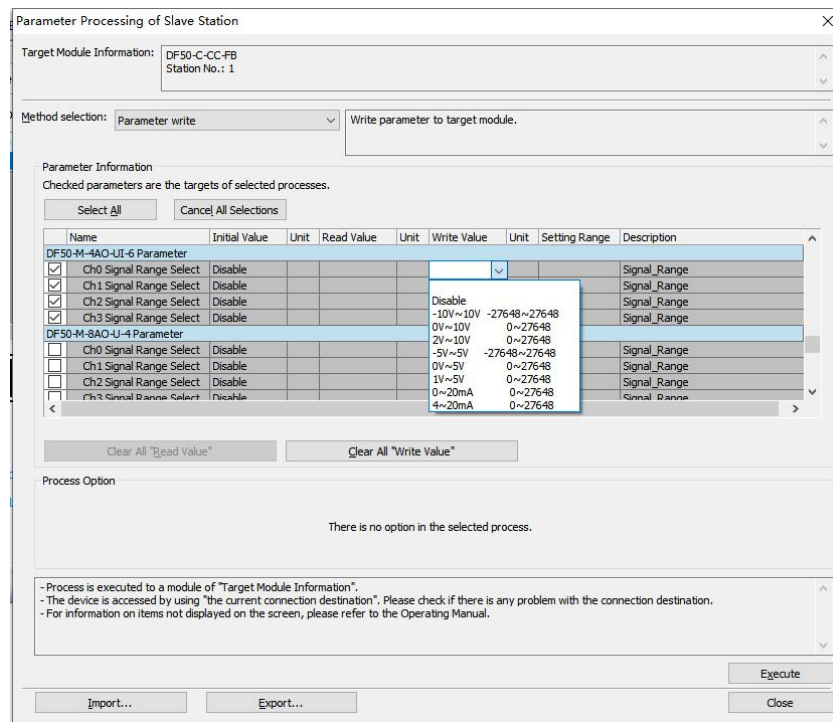 Parameter Processing of Slave Station
Target Module Information: DF50-C-CC-FB
Station No.: 1
Method selection: Parameter write Write parameter to target module.
Parameter Information
Checked parameters are the targets of selected processes.
Select All Cancel All Selections
Name Initial Value Unit Read Value Unit Write Value Unit Setting Range Description
DF50-M-4AO-UI-6 Parameter
Ch0 Signal Range Select Disable Signal_Range
Ch1 Signal Range Select Disable Signal_Range
Ch2 Signal Range Select Disable Signal_Range
Ch3 Signal Range Select Disable Signal_Range
DF50-M-8AO-U-4 Parameter
Ch0 Signal Range Select Disable Signal_Range
Ch1 Signal Range Select Disable Signal_Range
Ch2 Signal Range Select Disable Signal_Range
Ch3 Signal Range Select Disable Signal_Range
Disable
-10V~10V -27648~27648
0V~10V 0~27648
2V~10V 0~27648
-5V~5V -27648~27648
0V~5V 0~27648
1V~5V 0~27648
0~20mA 0~27648
4~20mA 0~27648
Clear All "Read Value" Clear All "Write Value"
Process Option
There is no option in the selected process.
- Process is executed to a module of "Target Module Information".
- The device is accessed by using "the current connection destination". Please check if there is any problem with the connection destination.
- For information on items not displayed on the screen, please refer to the Operating Manual.
Execute
Import... Export... Close